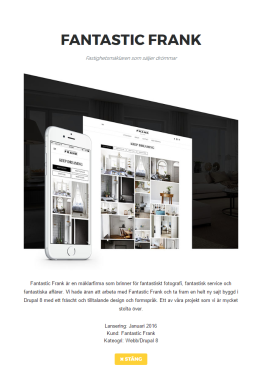 FANTASTIC FRANK
Fastighetsmäklaren som säljer drömmar
FRANK
FRANK
Fantastic Frank är en mäklarfirma som brinner för fantastiskt fotografi, fantastisk service och
fantastiska affärer. Vi hade äran att arbeta med Fantastic Frank och ta fram en helt ny sajt byggd i
Drupal 8 med ett fräscht och tilltalande design och formspråk. Ett av våra projekt som vi är mycket
stolta över.
Lansering: Januari 2016
Kund: Fantastic Frank
Kategori: Webb/Drupal 8
STÄNG